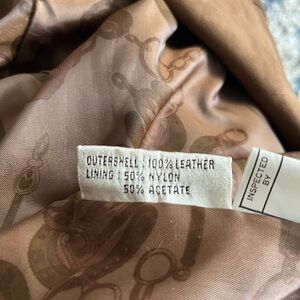 OUTERSHELL : 100% LEATHER
LINING : 50% NYLON
50% ACETATE
INSPECTED
BY